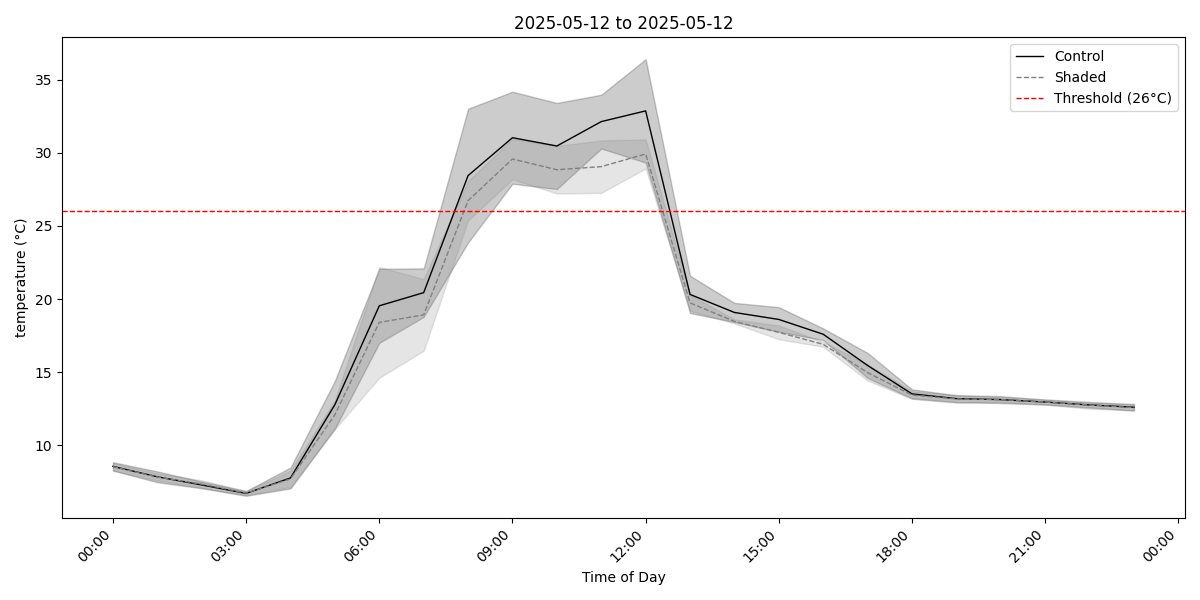 2025-05-12 to 2025-05-12
Control
Shaded
Threshold (26°C)
35
30
25
20
15
10
temperature (°C)
00:00
03:00
06:00
09:00
12:00
15:00
18:00
21:00
00:00
Time of Day